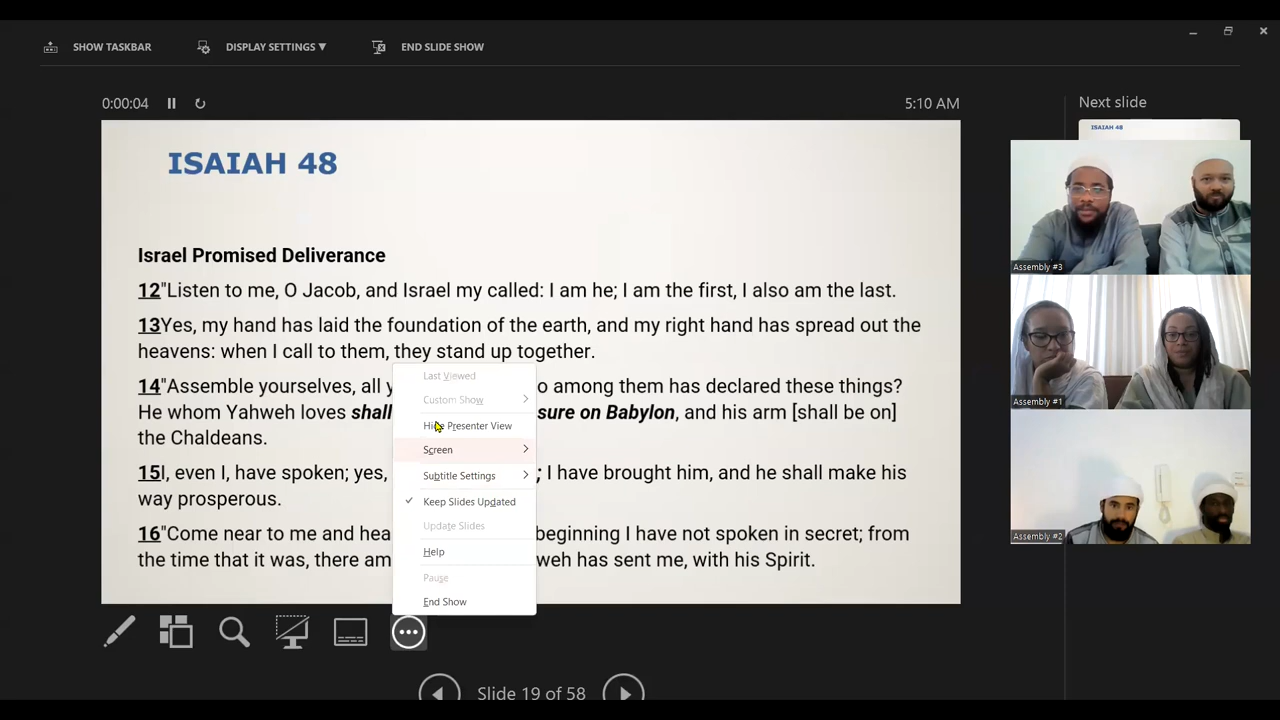 SHOW TASKBAR DISPLAY SETTINGS ▼ END SLIDE SHOW
0:00:04 5:10 AM Next slide
ISAIAH 48
ISAIAH 48
Israel Promised Deliverance
12"Listen to me, O Jacob, and Israel my called: I am he; I am the first, I also am the last.
13Yes, my hand has laid the foundation of the earth, and my right hand has spread out the
heavens: when I call to them, they stand up together.
14"Assemble yourselves, all y o among them has declared these things?
He whom Yahweh loves shall sure on Babylon, and his arm [shall be on]
the Chaldeans.
15I, even I, have spoken; yes, ; I have brought him, and he shall make his
way prosperous.
16"Come near to me and hea beginning I have not spoken in secret; from
the time that it was, there am weh has sent me, with his Spirit.
Last Viewed
Custom Show
Hide Presenter View
Screen
Subtitle Settings
Keep Slides Updated
Update Slides
Help
Pause
End Show
Slide 19 of 58
Assembly #3
Assembly #1
Assembly #2